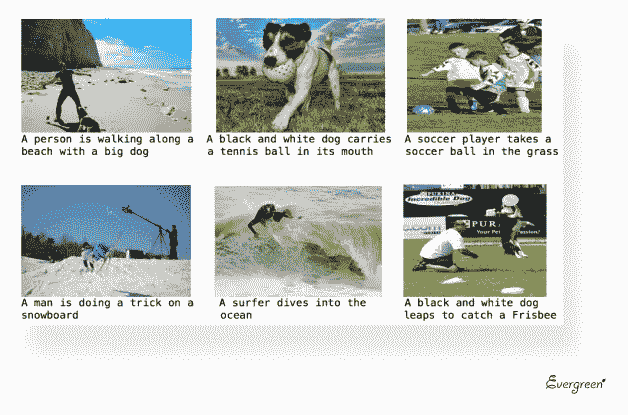 A person is walking along a
beach with a big dog
A black and white dog carries
a tennis ball in its mouth
A soccer player takes a
soccer ball in the grass
Incredible Dog
PUR
Your Pet
Passion!
A man is doing a trick on a
snowboard
A surfer dives into the
ocean
A black and white dog
leaps to catch a Frisbee
Evergreen